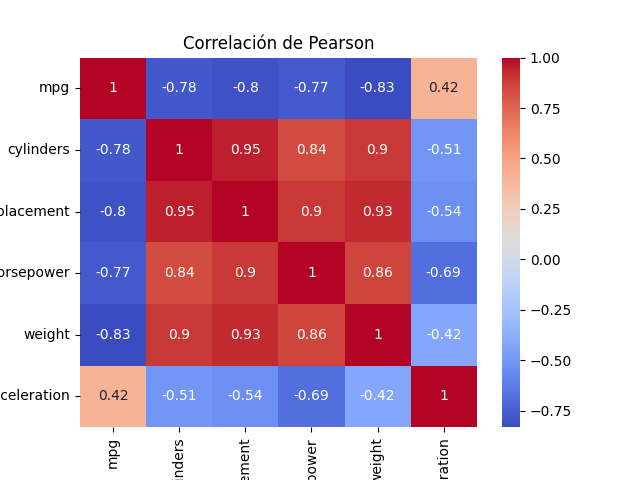 Correlación de Pearson
mpg 1 -0.78 -0.8 -0.77 -0.83 0.42
cylinders -0.78 1 0.95 0.84 0.9 -0.51
placement -0.8 0.95 1 0.9 0.93 -0.54
orsepower -0.77 0.84 0.9 1 0.86 -0.69
weight -0.83 0.9 0.93 0.86 1 -0.42
celeration 0.42 -0.51 -0.54 -0.69 -0.42 1
mpg
inders
ement
power
weight
ration
1.00
0.75
0.50
0.25
0.00
−0.25
−0.50
−0.75